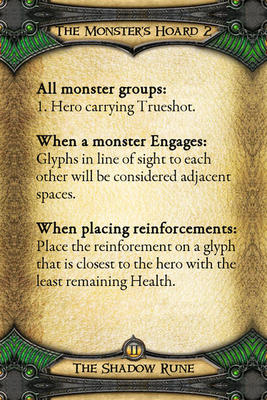 The Monster's Hoard 2
All monster groups:
1. Hero carrying Trueshot.
When a monster Engages:
Glyphs in line of sight to each
other will be considered adjacent
spaces.
When placing reinforcements:
Place the reinforement on a glyph
that is closest to the hero with the
least remaining Health.
II
The Shadow Rune